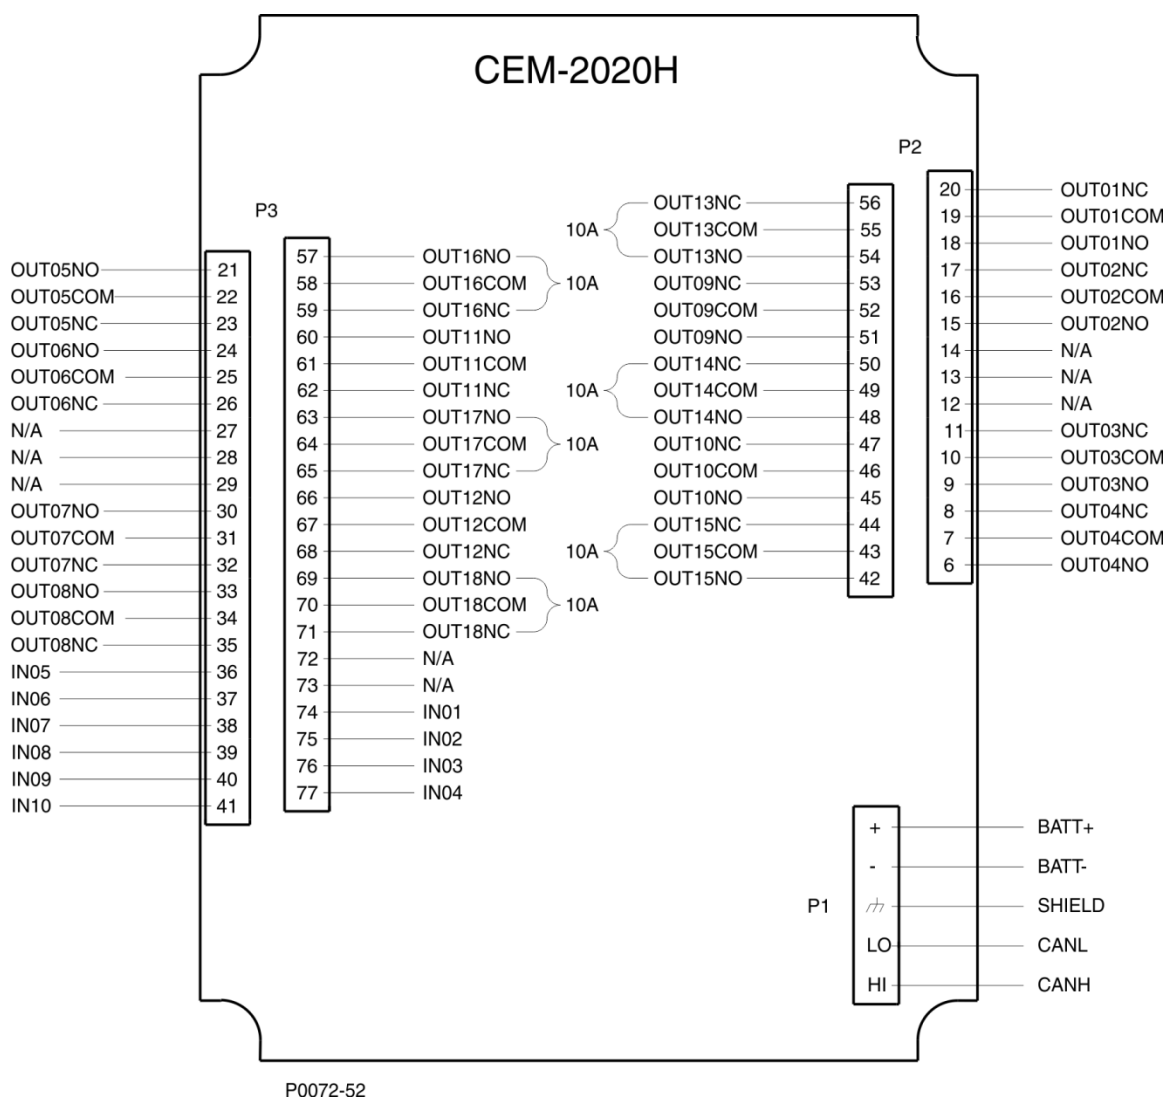 CEM-2020H
P2
P3
P1
OUT05NO 21
OUT05COM 22
OUT05NC 23
OUT06NO 24
OUT06COM 25
OUT06NC 26
N/A 27
N/A 28
N/A 29
OUT07NO 30
OUT07COM 31
OUT07NC 32
OUT08NO 33
OUT08COM 34
OUT08NC 35
IN05 36
IN06 37
IN07 38
IN08 39
IN09 40
IN10 41
57 OUT16NO
58 OUT16COM 10A
59 OUT16NC
60 OUT11NO
61 OUT11COM
62 OUT11NC
63 OUT17NO
64 OUT17COM 10A
65 OUT17NC
66 OUT12NO
67 OUT12COM
68 OUT12NC
69 OUT18NO
70 OUT18COM 10A
71 OUT18NC
72 N/A
73 N/A
74 IN01
75 IN02
76 IN03
77 IN04
OUT13NC 56
10A OUT13COM 55
OUT13NO 54
OUT09NC 53
OUT09COM 52
OUT09NO 51
OUT14NC 50
10A OUT14COM 49
OUT14NO 48
OUT10NC 47
OUT10COM 46
OUT10NO 45
OUT15NC 44
10A OUT15COM 43
OUT15NO 42
20 OUT01NC
19 OUT01COM
18 OUT01NO
17 OUT02NC
16 OUT02COM
15 OUT02NO
14 N/A
13 N/A
12 N/A
11 OUT03NC
10 OUT03COM
9 OUT03NO
8 OUT04NC
7 OUT04COM
6 OUT04NO
+ BATT+
- BATT-
SHIELD
LO CANL
HI CANH
P0072-52